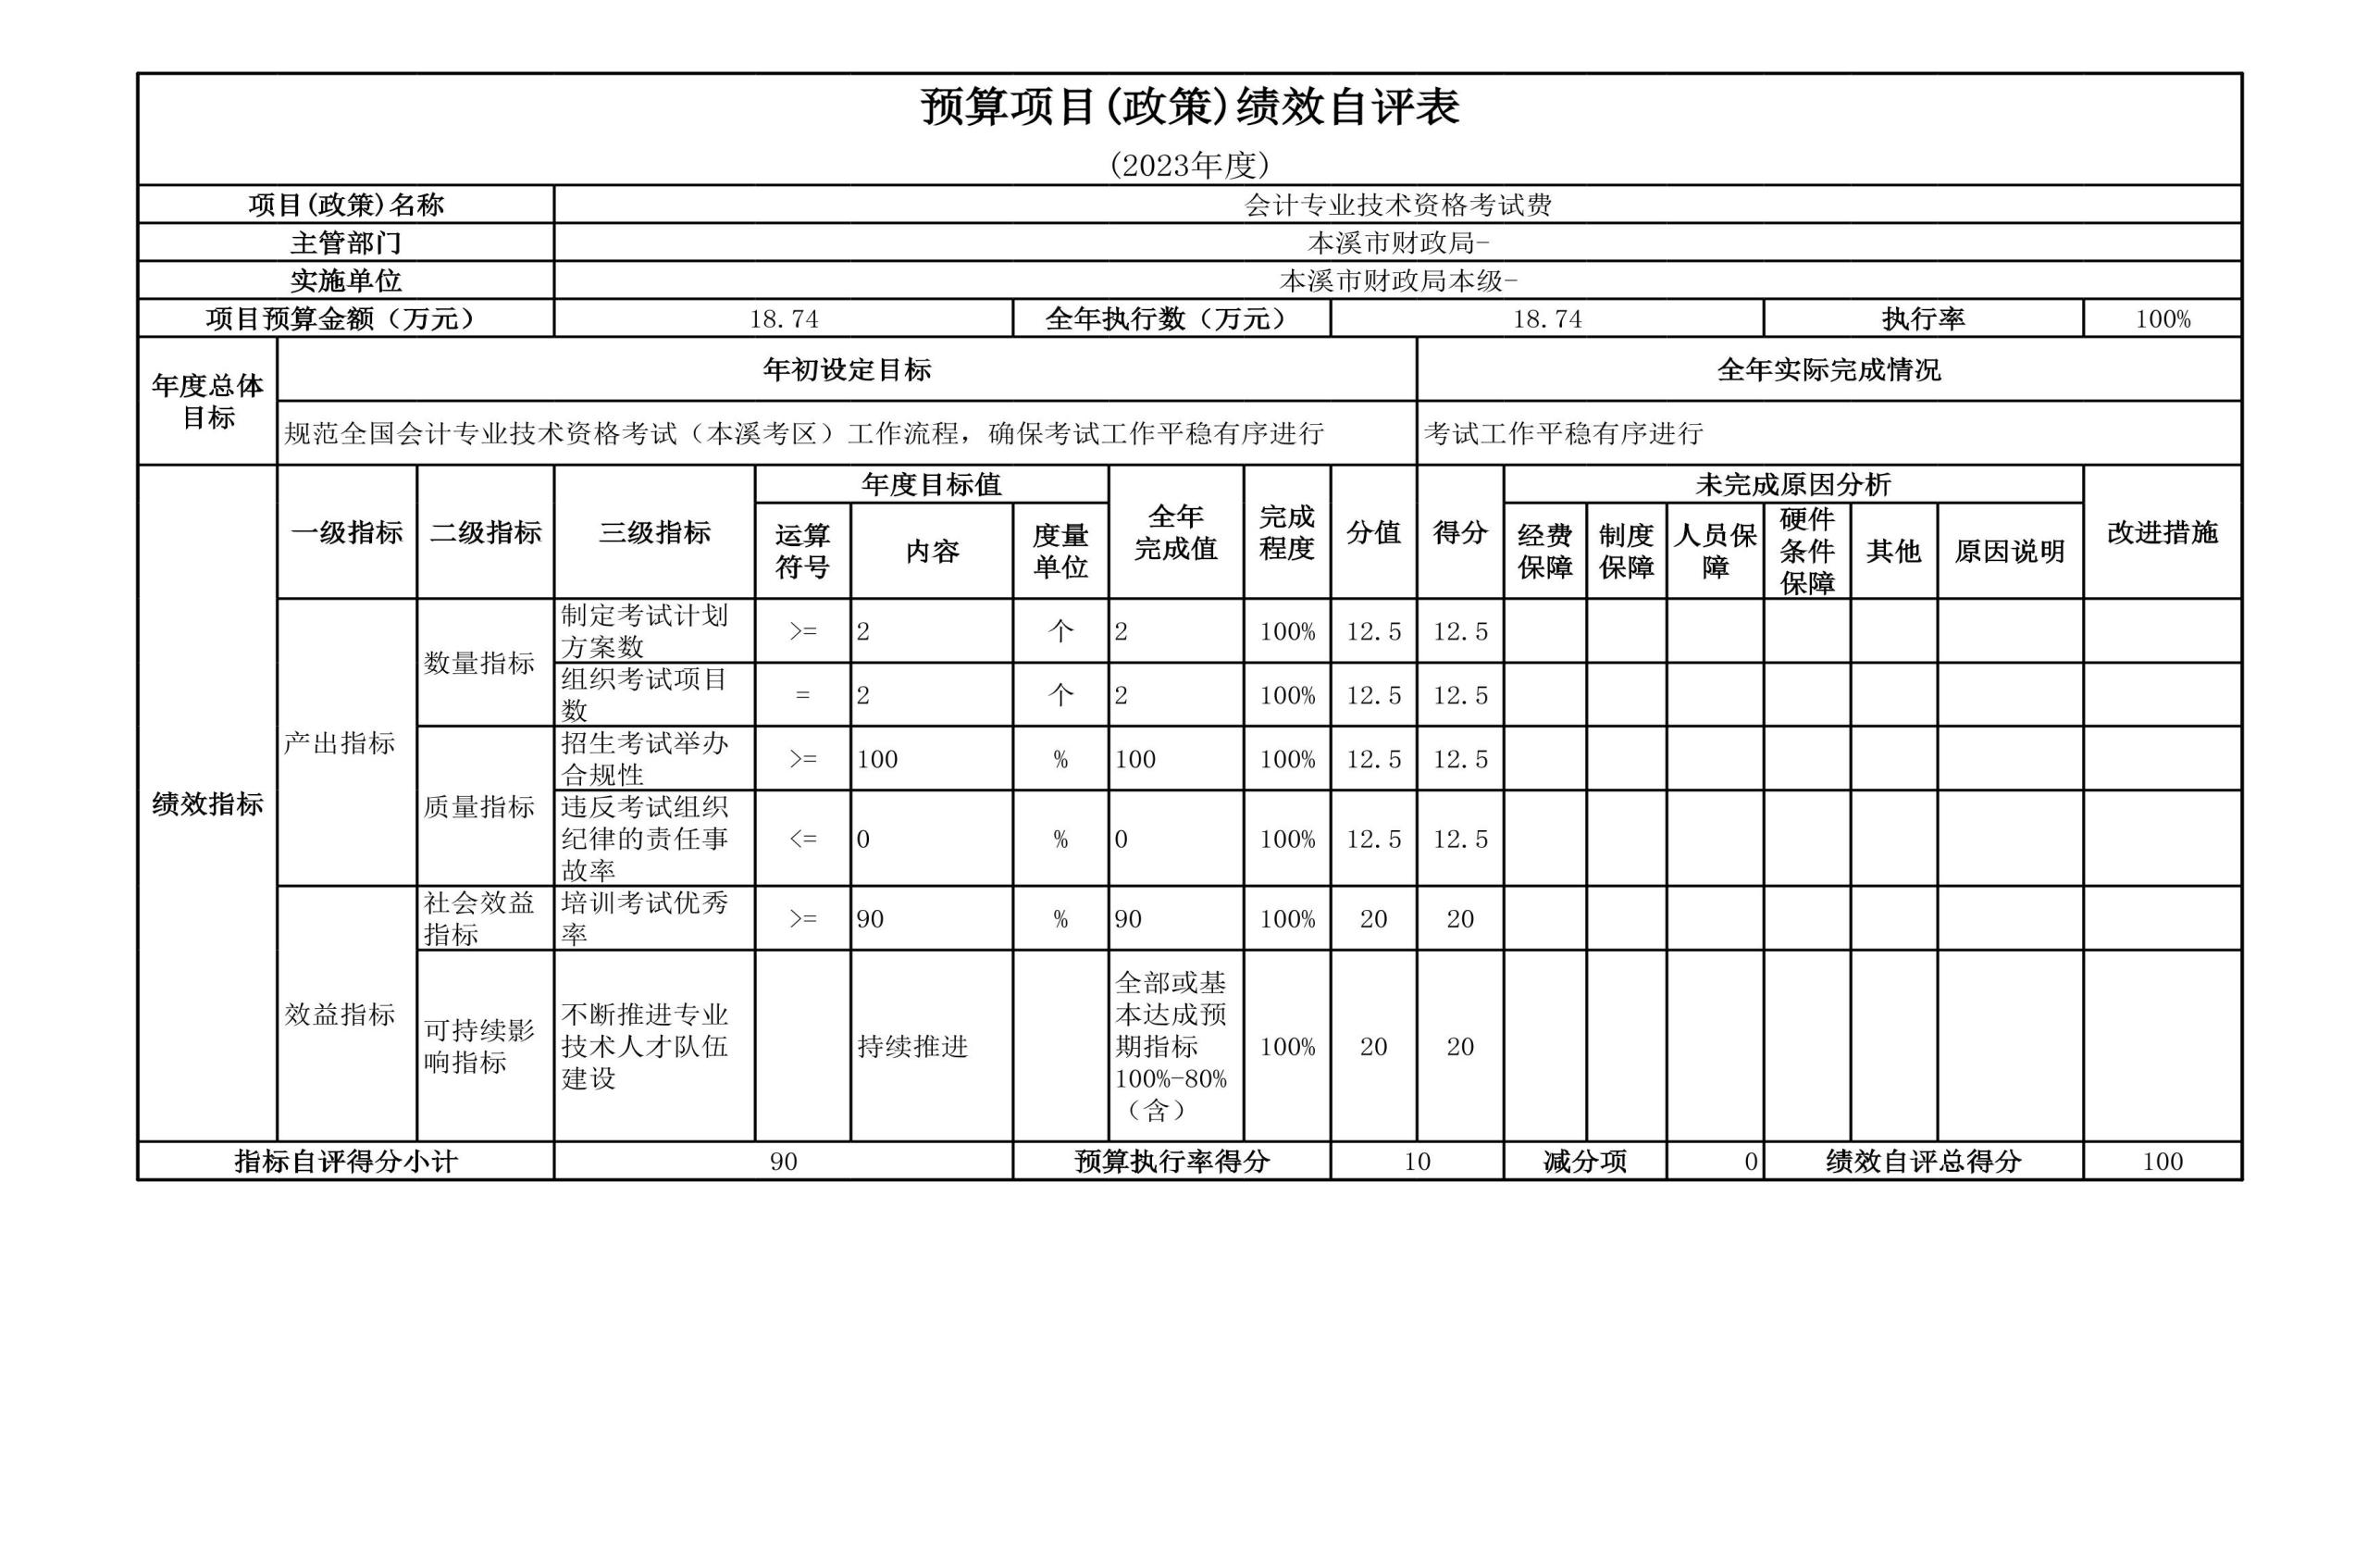 预算项目(政策)绩效自评表
(2023年度)
项目(政策)名称 会计专业技术资格考试费
主管部门 本溪市财政局-
实施单位 本溪市财政局本级-
项目预算金额（万元） 18.74 全年执行数（万元） 18.74 执行率 100%
年度总体
目标
年初设定目标 全年实际完成情况
规范全国会计专业技术资格考试（本溪考区）工作流程，确保考试工作平稳有序进行 考试工作平稳有序进行
绩效指标
一级指标 二级指标 三级指标
年度目标值
运算
符号
内容
度量
单位
全年
完成值
完成
程度
分值 得分
未完成原因分析
经费
保障
制度
保障
人员保
障
硬件
条件
保障
其他 原因说明
改进措施
产出指标
数量指标
制定考试计划
方案数
>= 2 个 2 100% 12.5 12.5
组织考试项目
数
= 2 个 2 100% 12.5 12.5
质量指标
招生考试举办
合规性
>= 100 % 100 100% 12.5 12.5
违反考试组织
纪律的责任事
故率
<= 0 % 0 100% 12.5 12.5
效益指标
社会效益
指标
培训考试优秀
率
>= 90 % 90 100% 20 20
可持续影
响指标
不断推进专业
技术人才队伍
建设
持续推进
全部或基
本达成预
期指标
100%-80%
（含）
100% 20 20
指标自评得分小计 90 预算执行率得分 10 减分项 0 绩效自评总得分 100